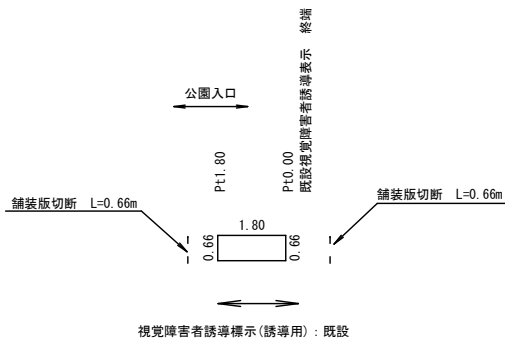 公園入口
Pt1.80
Pt0.00
既設視覚障害者誘導表示　終端
舗装版切断　L=0.66m
舗装版切断　L=0.66m
1.80
0.66
0.66
視覚障害者誘導標示(誘導用)：既設